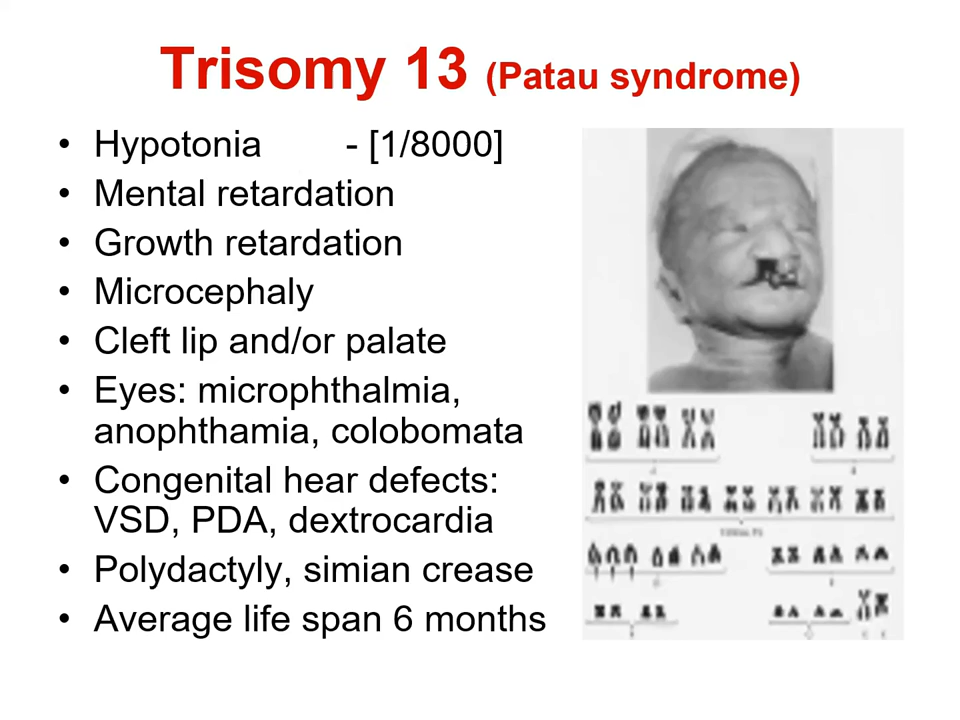 Trisomy 13 (Patau syndrome)
• Hypotonia - [1/8000]
• Mental retardation
• Growth retardation
• Microcephaly
• Cleft lip and/or palate
• Eyes: microphthalmia,
anophthamia, colobomata
• Congenital hear defects:
VSD, PDA, dextrocardia
• Polydactyly, simian crease
• Average life span 6 months